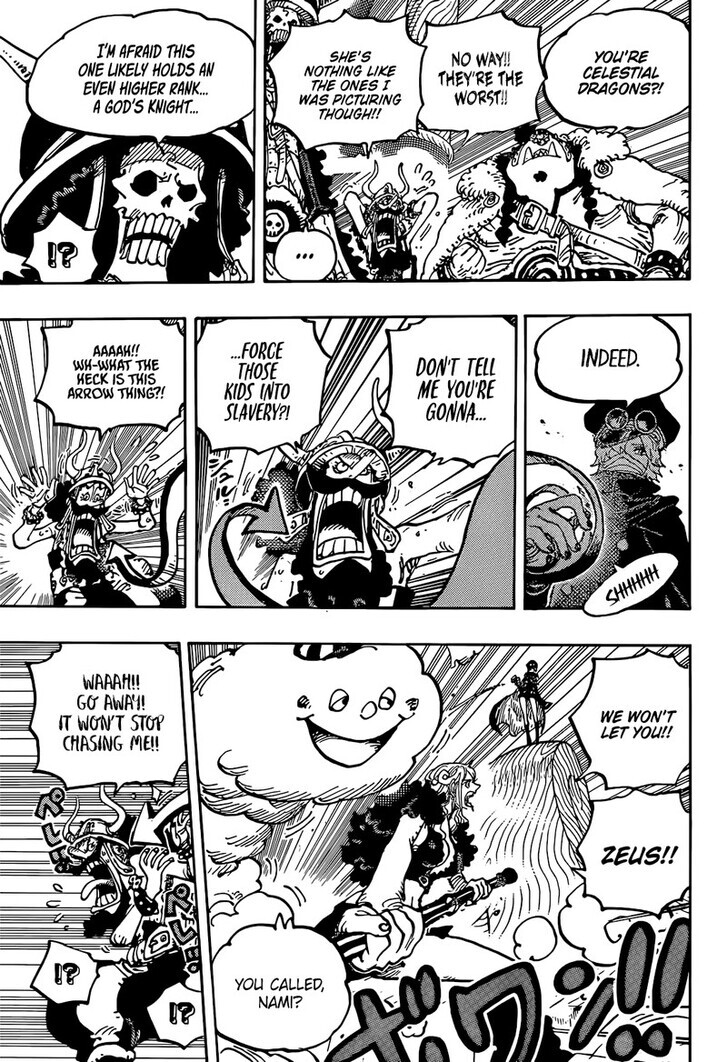 YOU'RE
CELESTIAL
DRAGONS?!
NO WAY!!
THEY'RE THE
WORST!!
SHE'S
NOTHING LIKE
THE ONES I
WAS PICTURING
THOUGH!!
...
I'M AFRAID THIS
ONE LIKELY HOLDS AN
EVEN HIGHER RANK...
A GOD'S KNIGHT...
!?
INDEED.
SHHHHH
DON'T TELL
ME YOU'RE
GONNA...
...FORCE
THOSE
KIDS INTO
SLAVERY?!
AAAAH!!
WH-WHAT THE
HECK IS THIS
ARROW THING?!
WE WON'T
LET YOU!!
ZEUS!!
YOU CALLED,
NAMI?
ボワン!!
WAAAH!!
GO AWAY!
IT WON'T STOP
CHASING ME!!
!?
!?